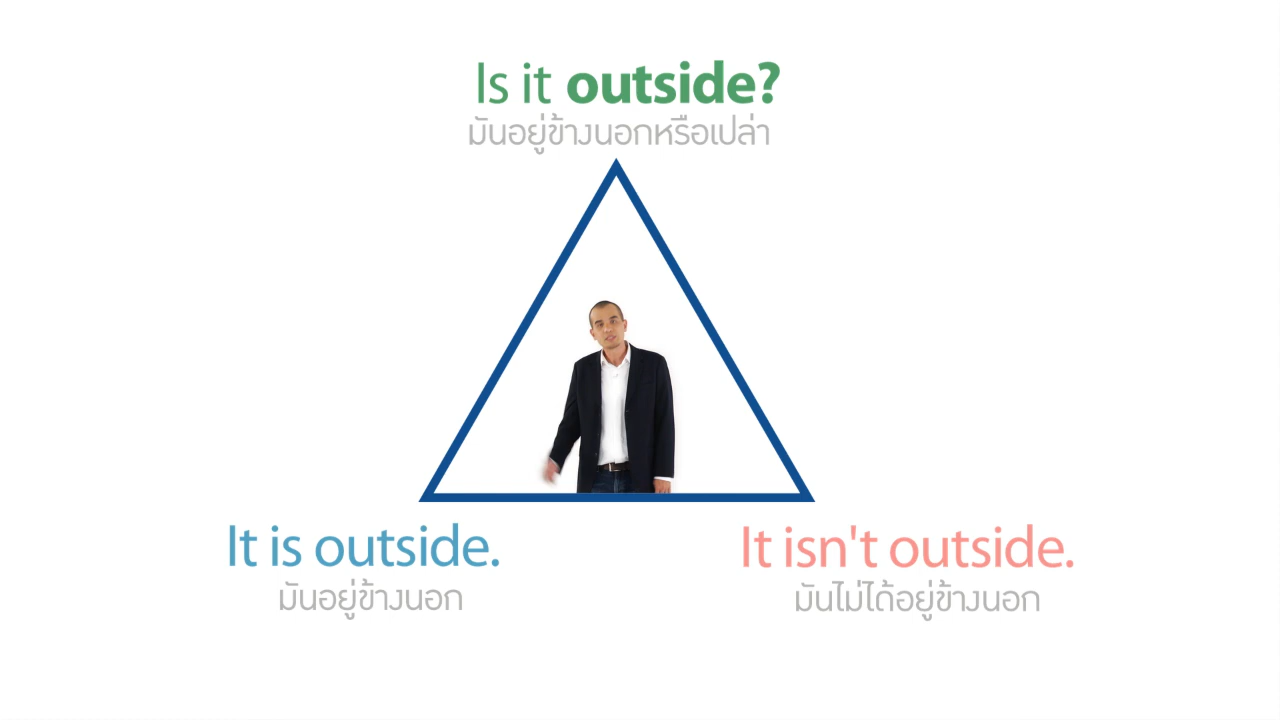 Is it outside?
มันอยู่ข้างนอกหรือเปล่า
It is outside.
มันอยู่ข้างนอก
It isn't outside.
มันไม่ได้อยู่ข้างนอก